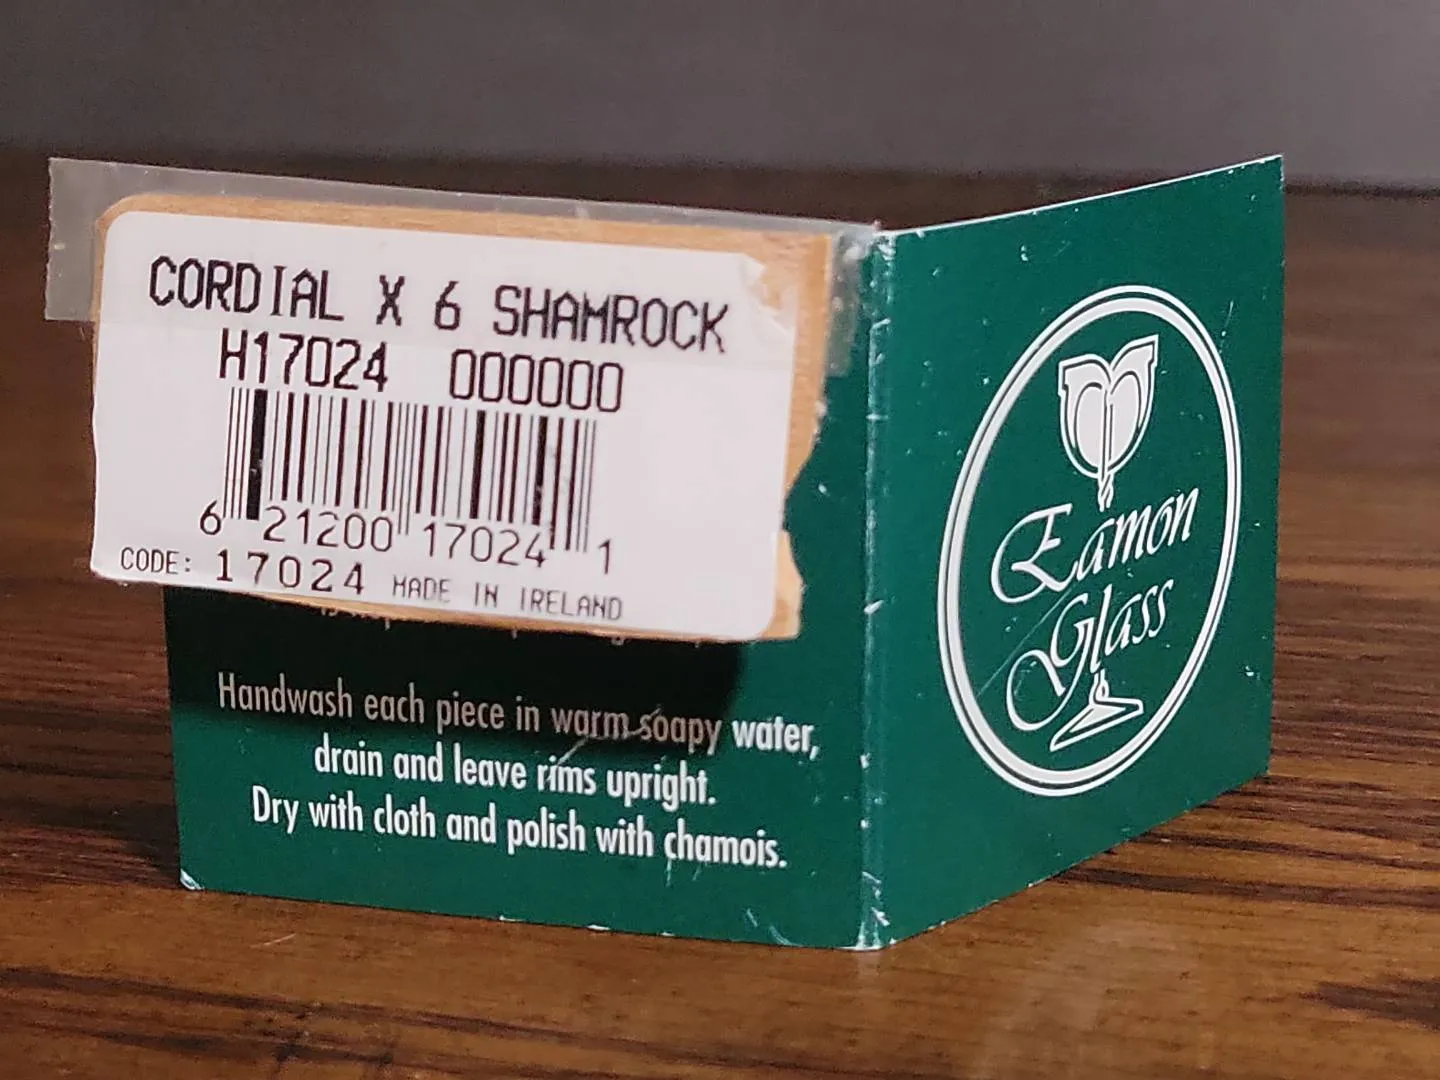 CORDIAL X 6 SHAMROCK
H17024 000000
6 21200 17024 1
CODE: 17024 MADE IN IRELAND
Handwash each piece in warm soapy water,
drain and leave rims upright.
Dry with cloth and polish with chamois.
Eamon
Glass